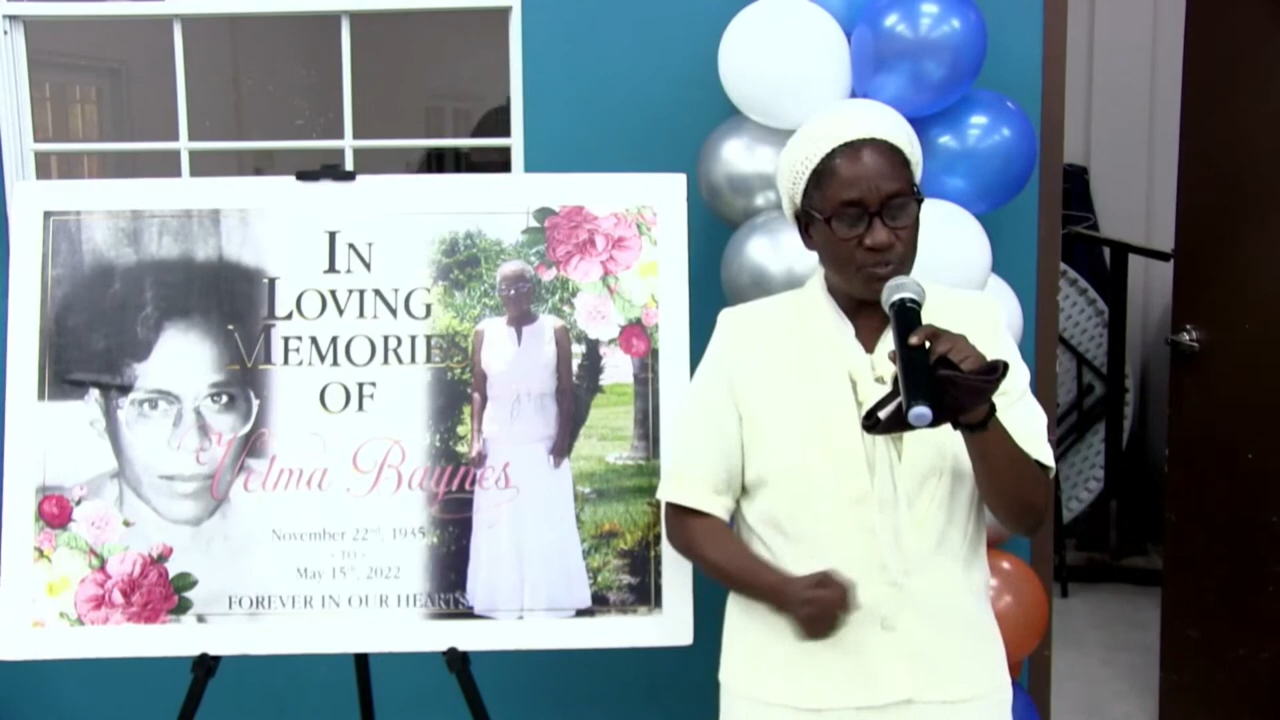 IN
LOVING
MEMORIES
OF
Velma Baynes
November 22nd, 1935
- TO -
May 15th, 2022
FOREVER IN OUR HEARTS